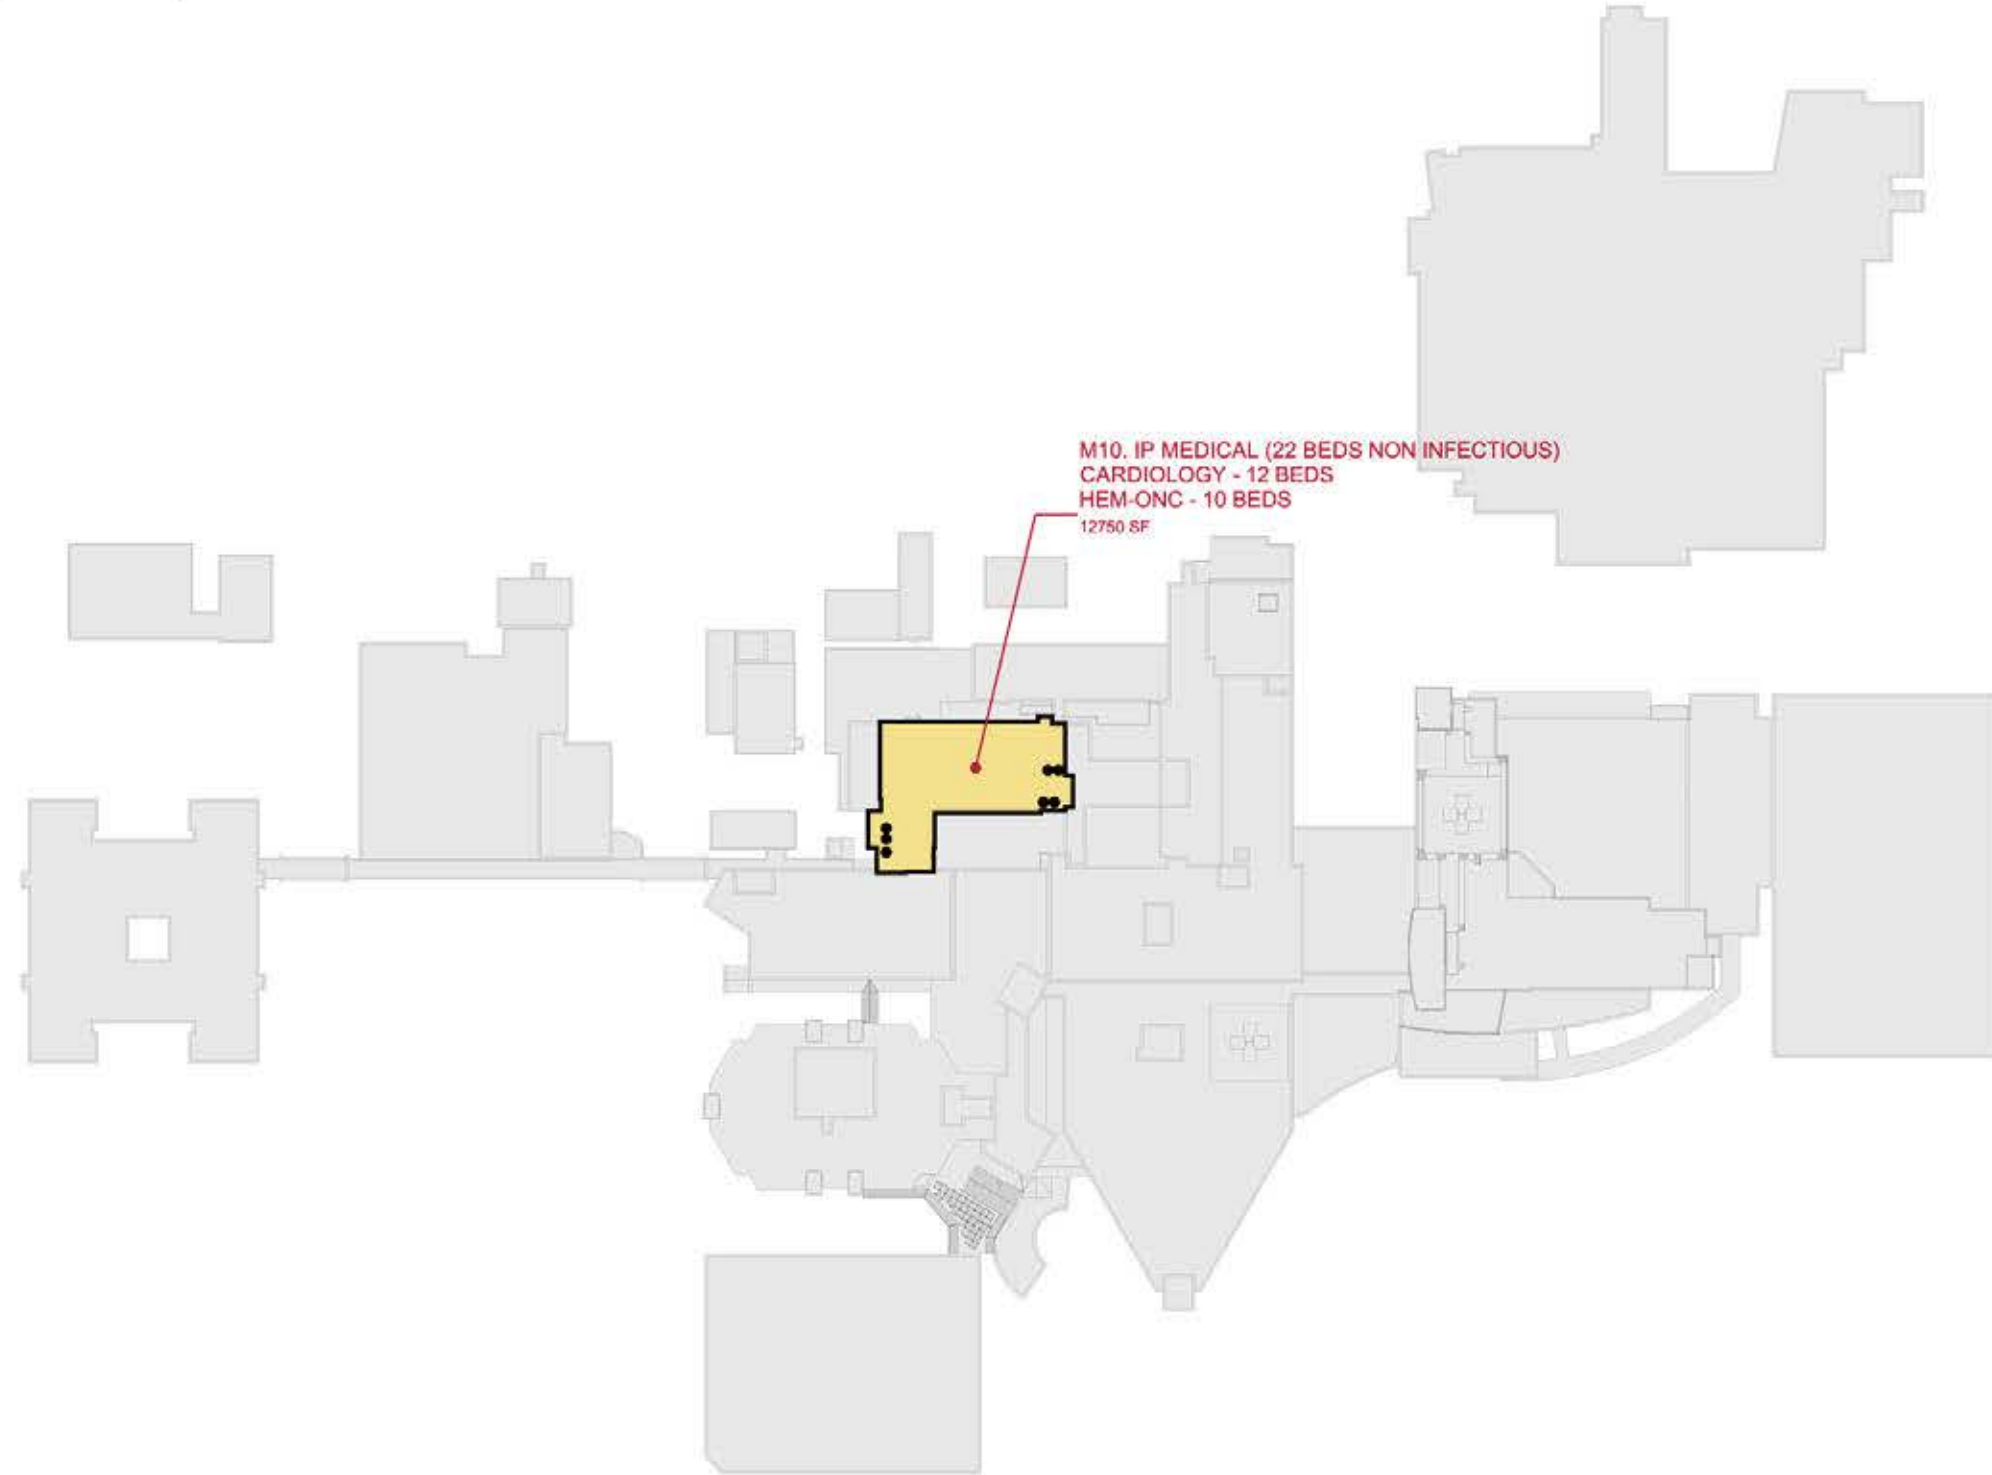 M10. IP MEDICAL (22 BEDS NON INFECTIOUS)
CARDIOLOGY - 12 BEDS
HEM-ONC - 10 BEDS
12750 SF